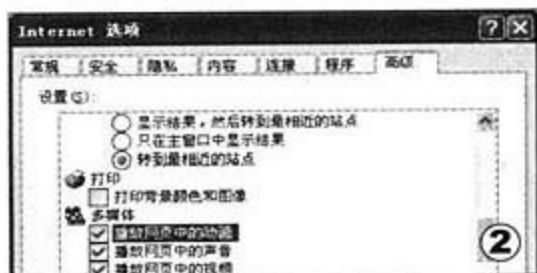 Internet 选项
常规 安全 隐私 内容 连接 程序 高级
设置(S):
显示结果，然后转到最相近的站点
只在主窗口中显示结果
转到最相近的站点
打印
打印背景颜色和图像
多媒体
播放网页中的动画
播放网页中的声音
播放网页中的视频
2